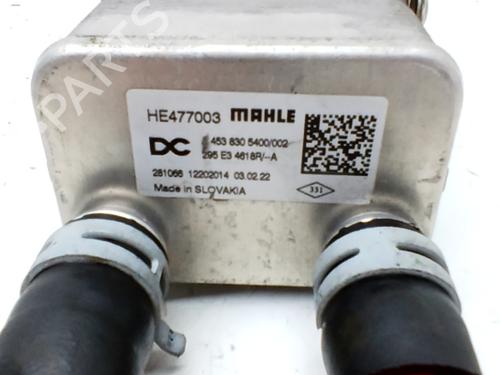 HE477003 MAHLE
DC 453 830 5400/002
295 E3 4618R/--A
281066 12202014 03.02.22
Made in SLOVAKIA
331
PARTS